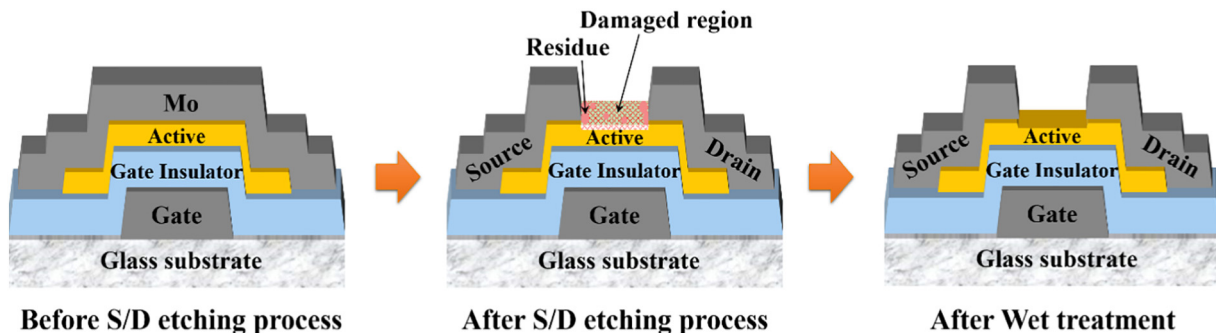 Mo
Active
Gate Insulator
Gate
Glass substrate
Before S/D etching process
Damaged region
Residue
Source
Active
Drain
Gate Insulator
Gate
Glass substrate
After S/D etching process
Source
Active
Drain
Gate Insulator
Gate
Glass substrate
After Wet treatment